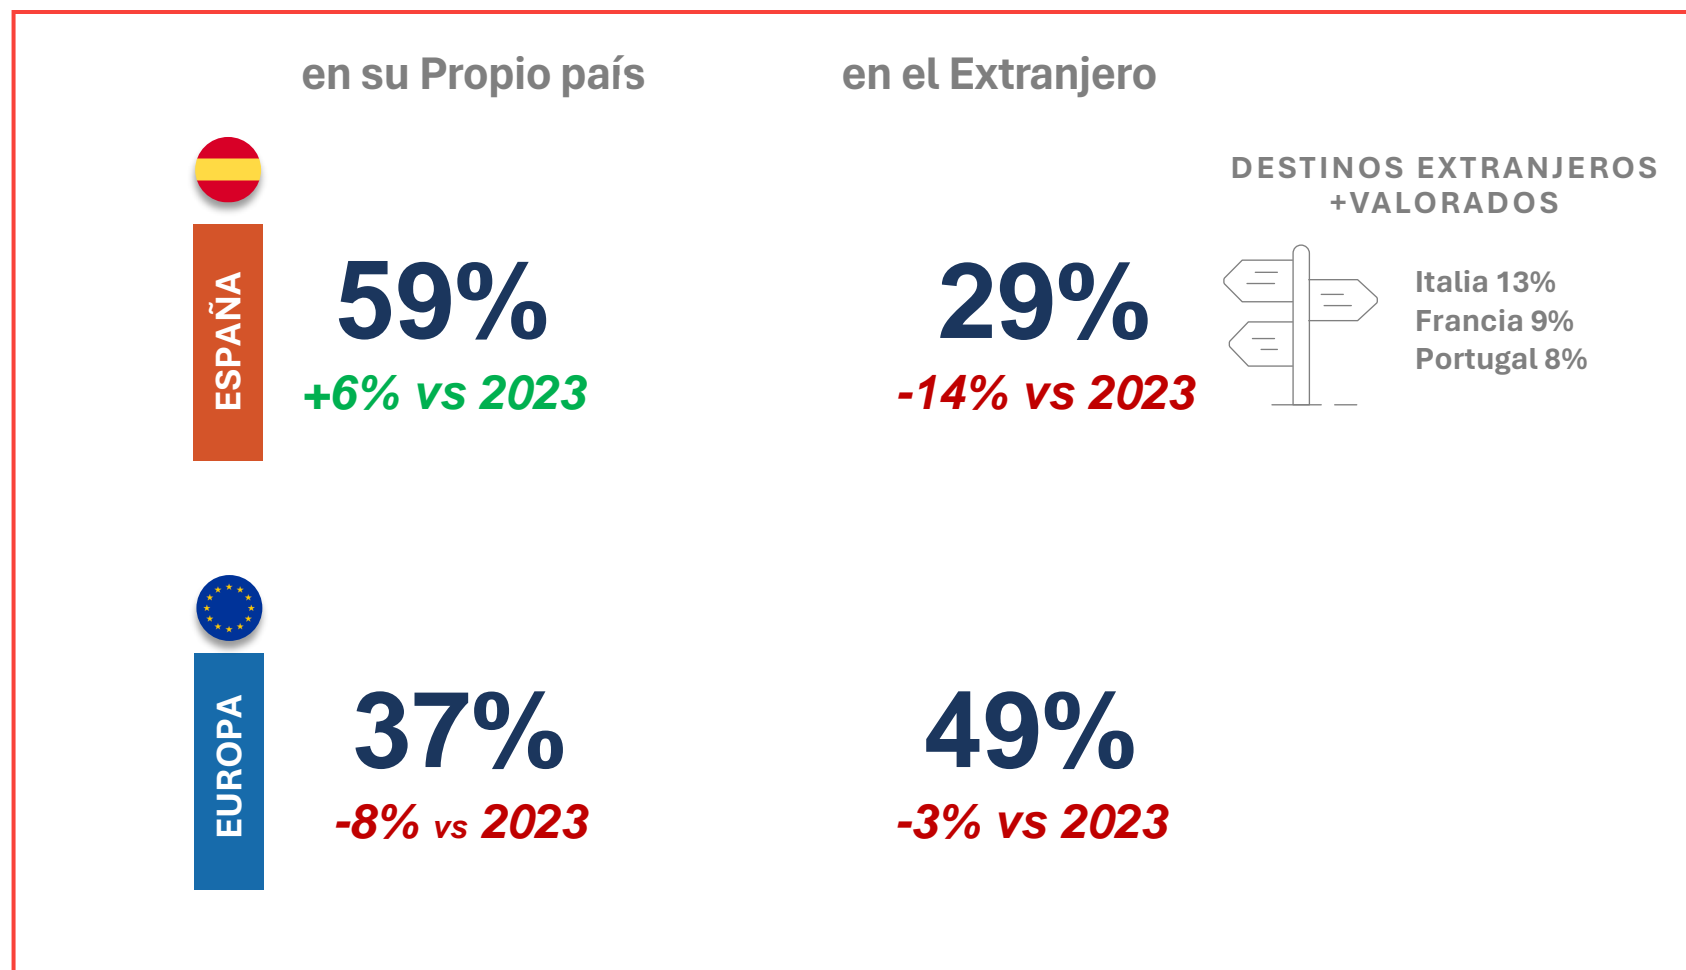 en su Propio país
en el Extranjero
DESTINOS EXTRANJEROS
+VALORADOS
ESPAÑA
59%
+6% vs 2023
29%
-14% vs 2023
Italia 13%
Francia 9%
Portugal 8%
EUROPA
37%
-8% vs 2023
49%
-3% vs 2023